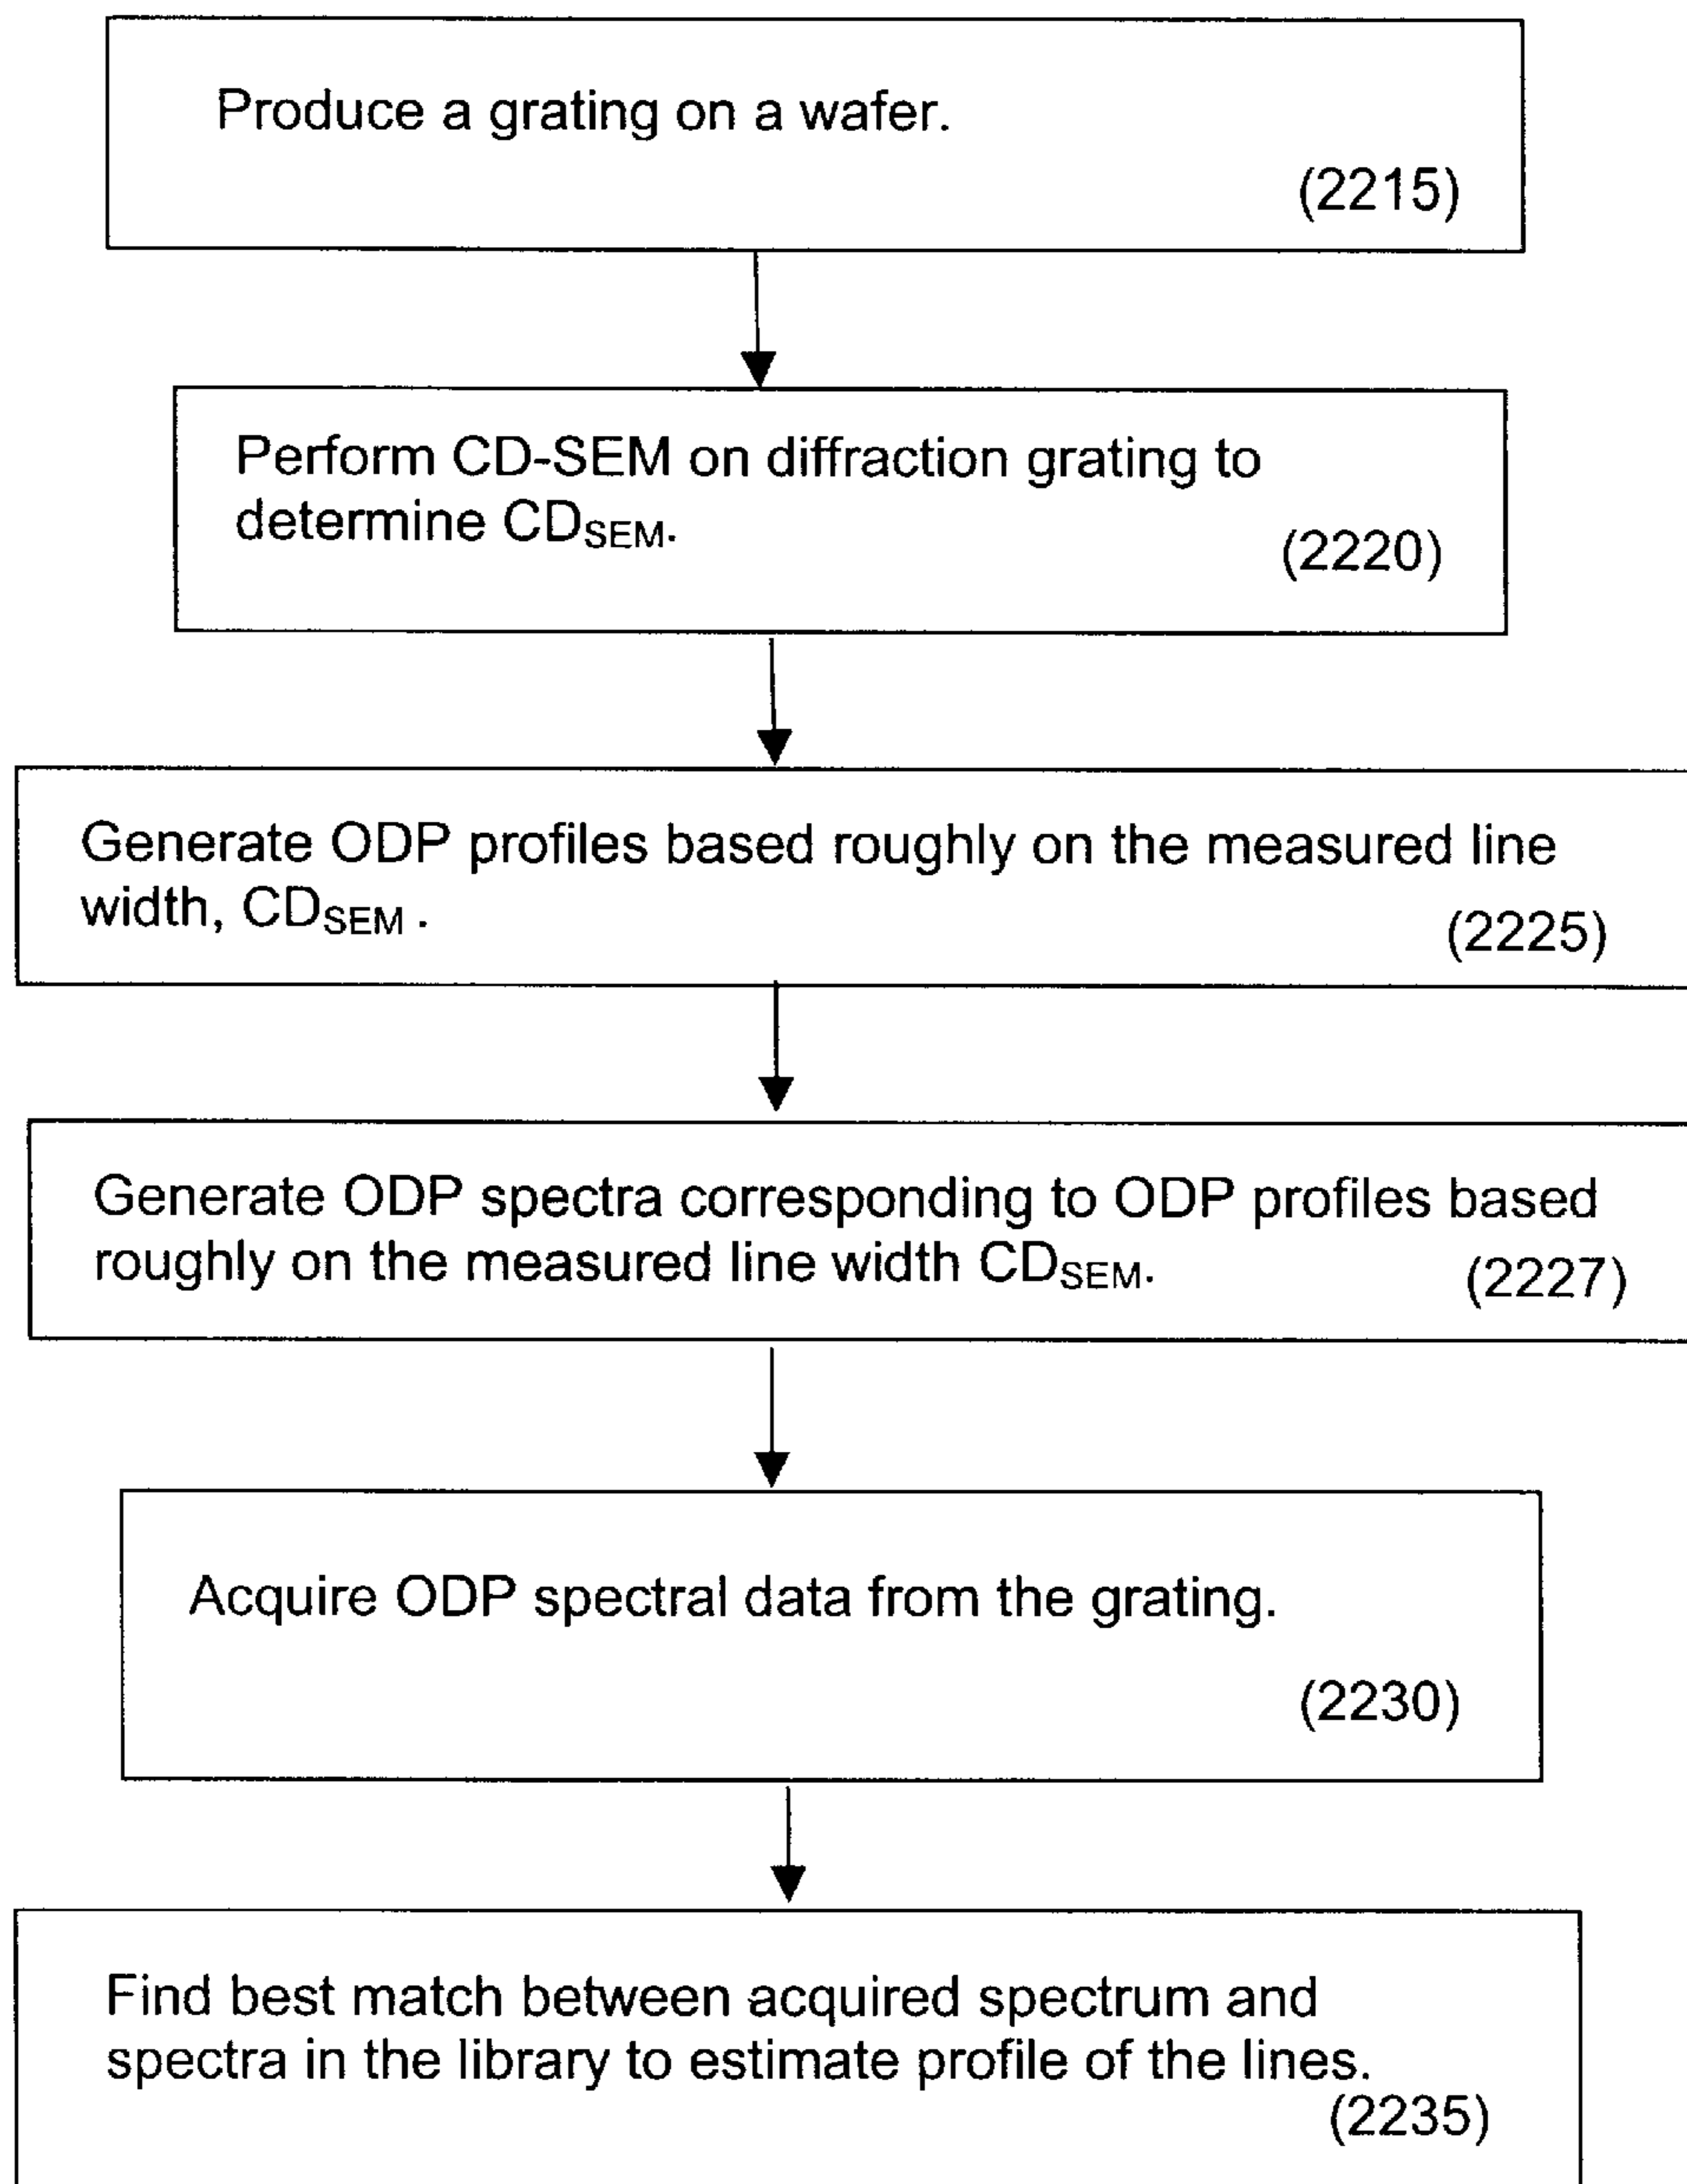 Produce a grating on a wafer.
(2215)
Perform CD-SEM on diffraction grating to
determine CDSEM.
(2220)
Generate ODP profiles based roughly on the measured line
width, CDSEM .
(2225)
Generate ODP spectra corresponding to ODP profiles based
roughly on the measured line width CDSEM.
(2227)
Acquire ODP spectral data from the grating.
(2230)
Find best match between acquired spectrum and
spectra in the library to estimate profile of the lines.
(2235)